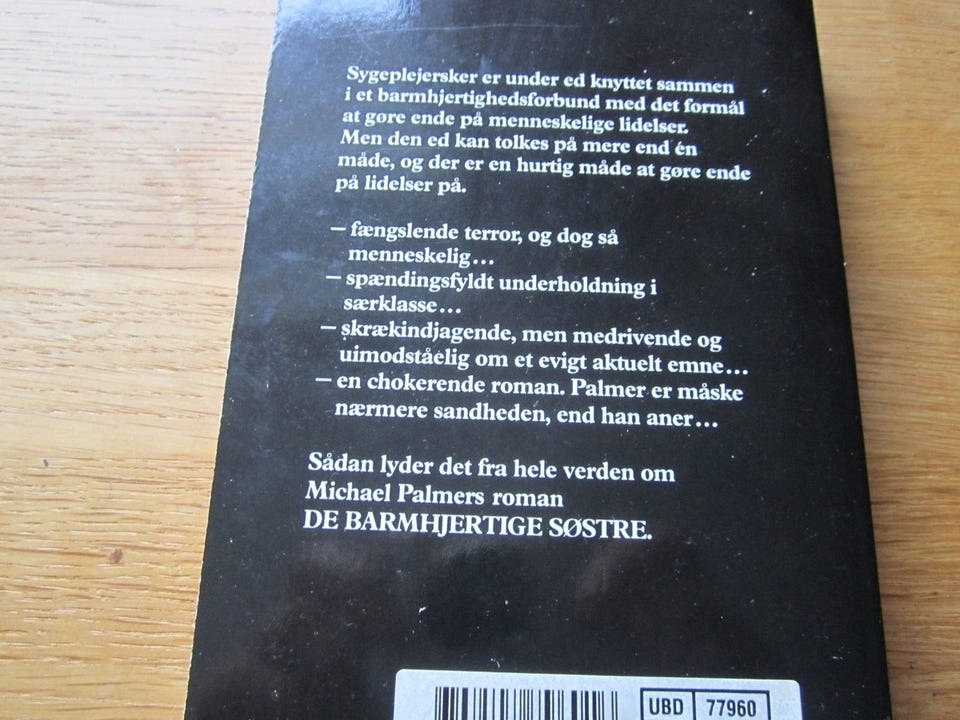 Sygeplejersker er under ed knyttet sammen
i et barmhjertighedsforbund med det formål
at gøre ende på menneskelige lidelser.
Men den ed kan tolkes på mere end én
måde, og der er en hurtig måde at gøre ende
på lidelser på.
– fængslende terror, og dog så
menneskelig...
– spændingsfyldt underholdning i
særklasse...
– skrækindjagende, men medrivende og
uimodståelig om et evigt aktuelt emne...
– en chokerende roman. Palmer er måske
nærmere sandheden, end han aner...
Sådan lyder det fra hele verden om
Michael Palmers roman
DE BARMHJERTIGE SØSTRE.
UBD 77960